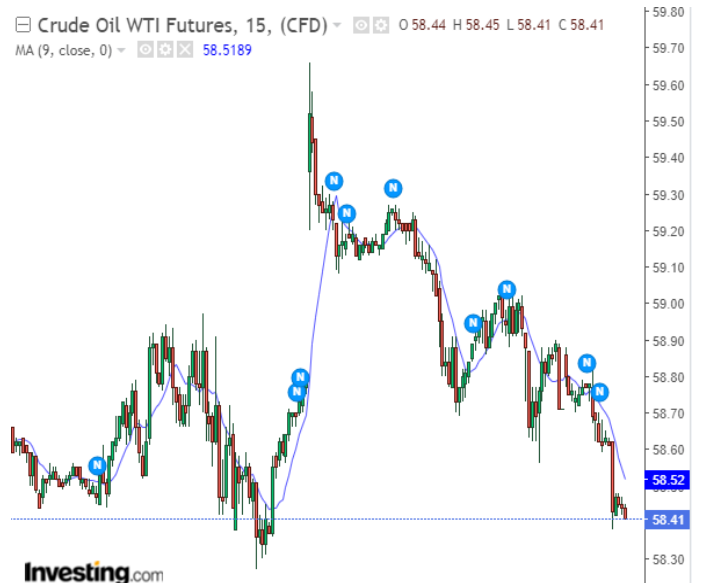 Crude Oil WTI Futures, 15, (CFD) O 58.44 H 58.45 L 58.41 C 58.41
MA (9, close, 0) 58.5189
59.80
59.70
59.60
59.50
59.40
59.30
59.20
59.10
59.00
58.90
58.80
58.70
58.60
58.52
58.41
58.30
N
N
N
N
N
N
N
N
N
N
Investing.com